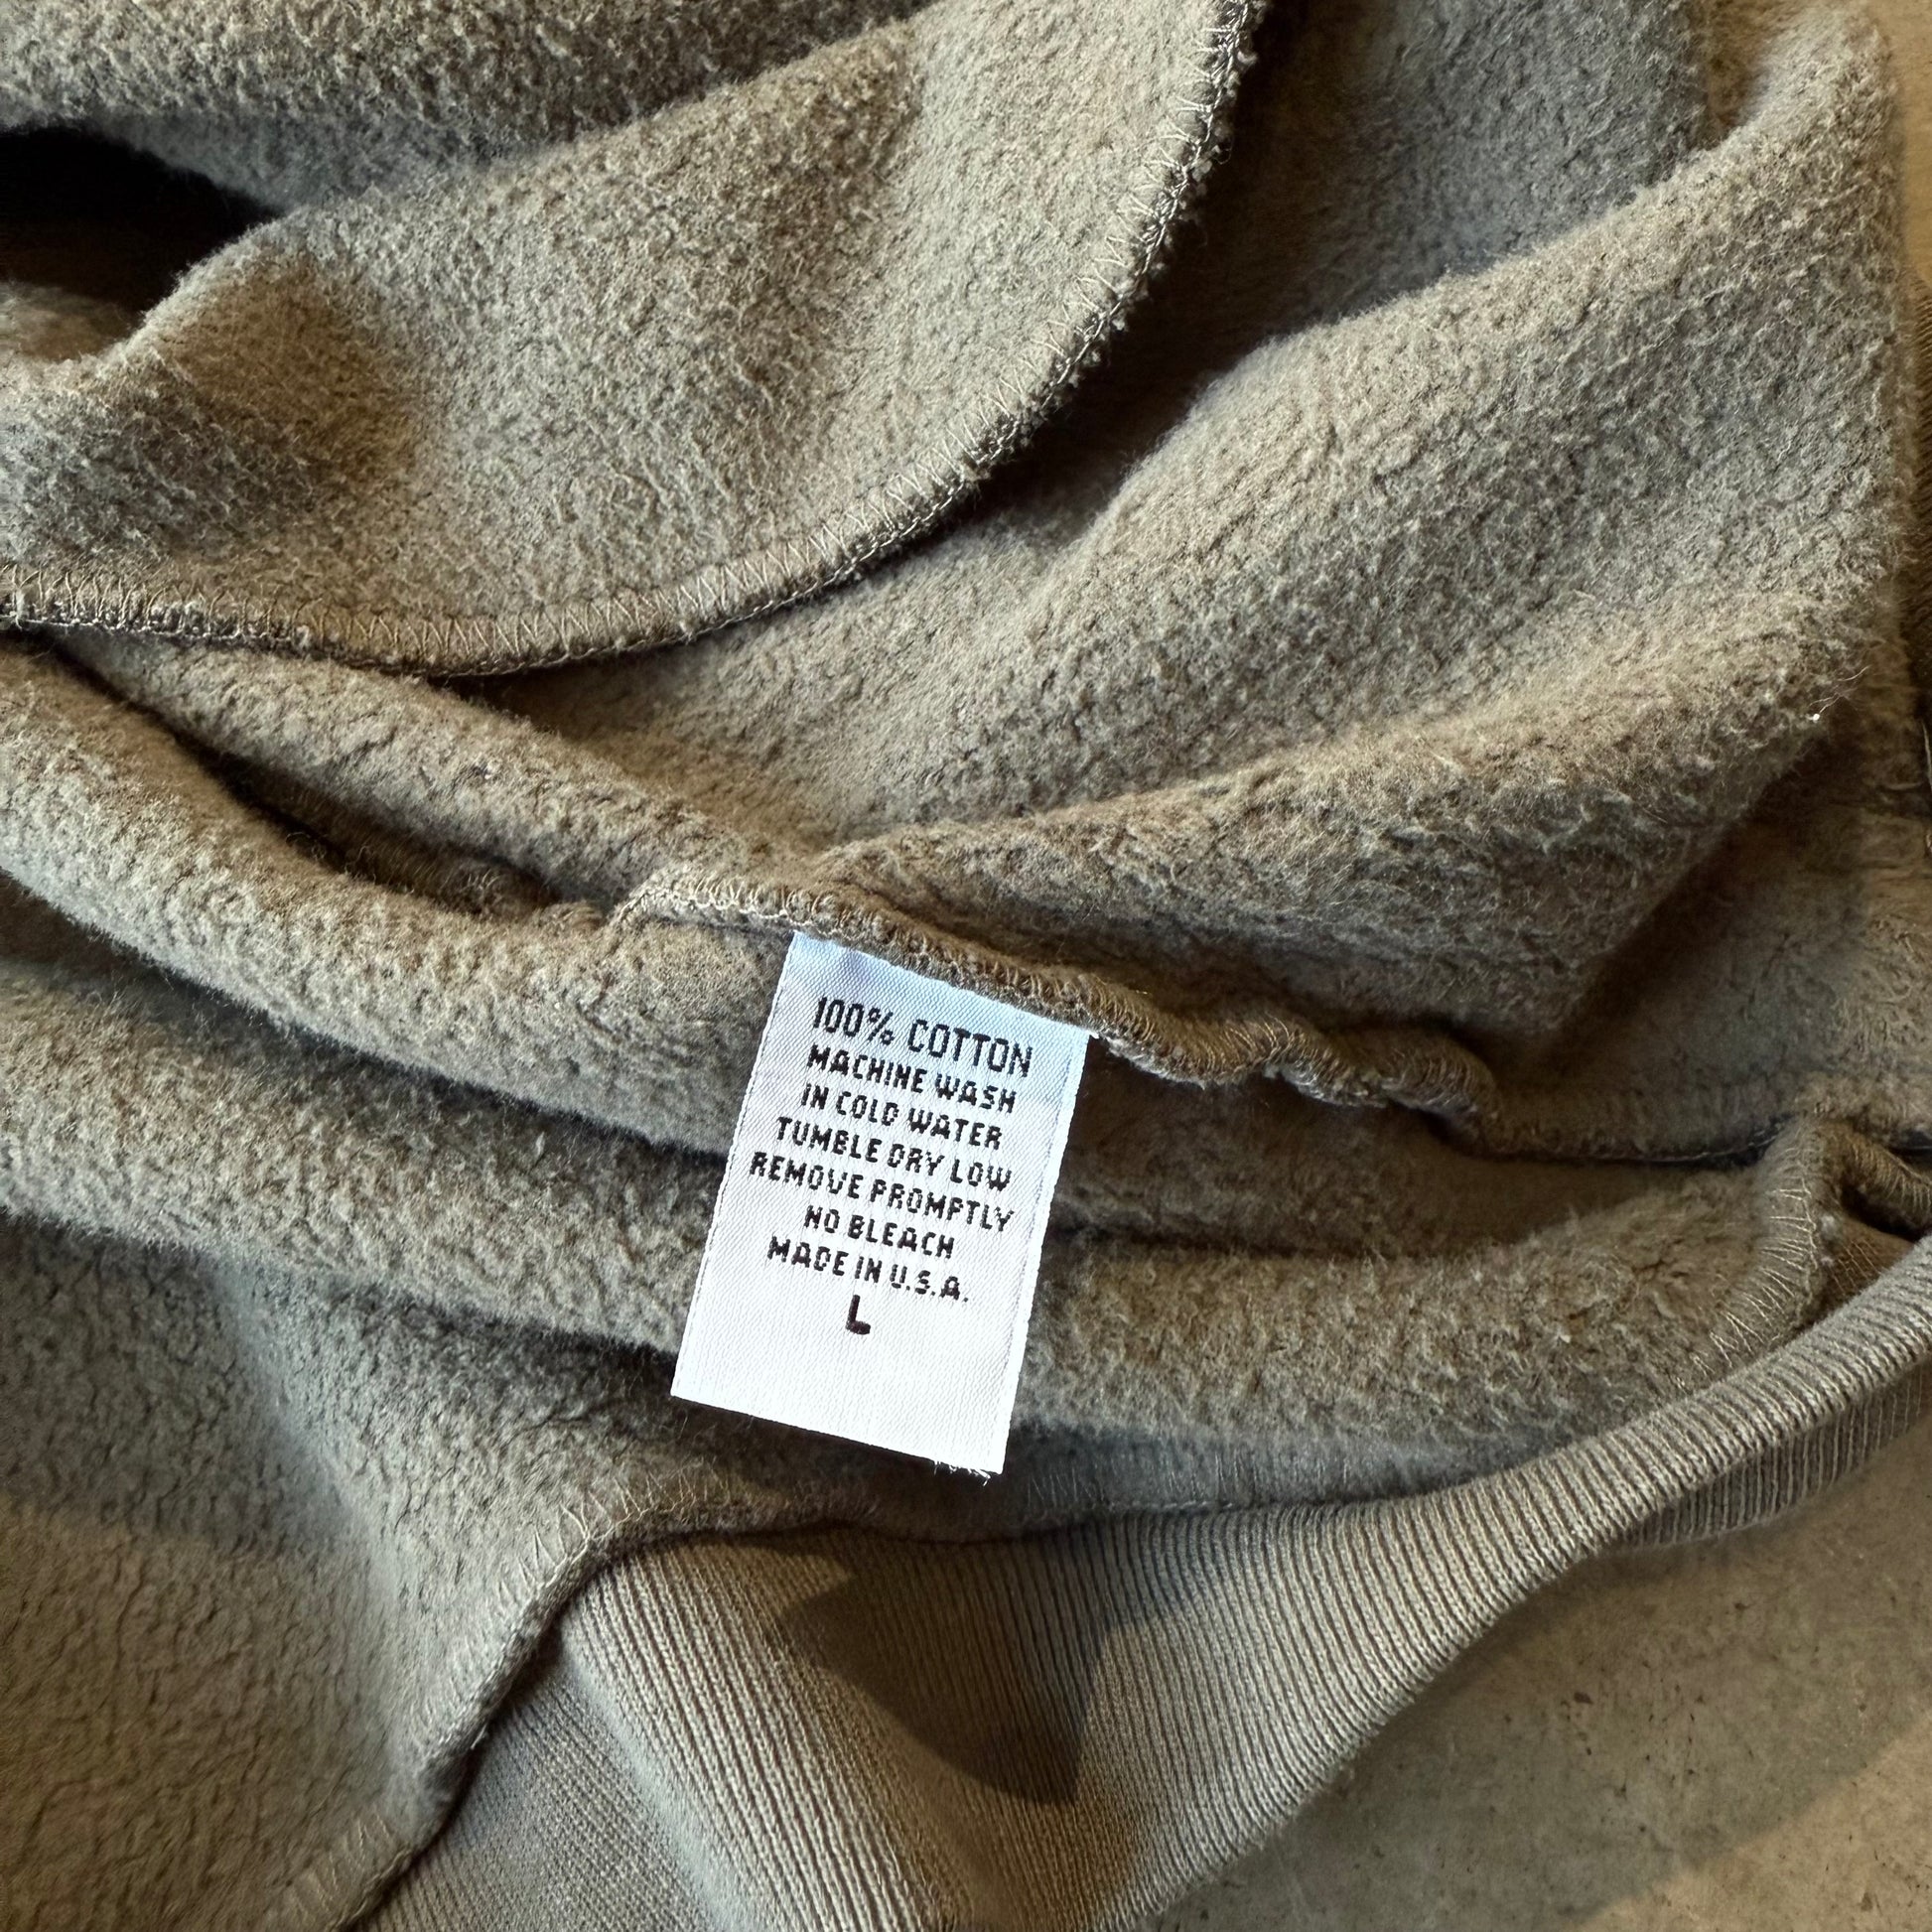 100% COTTON
MACHINE WASH
IN COLD WATER
TUMBLE DRY LOW
REMOVE PROMPTLY
NO BLEACH
MADE IN U.S.A.
L